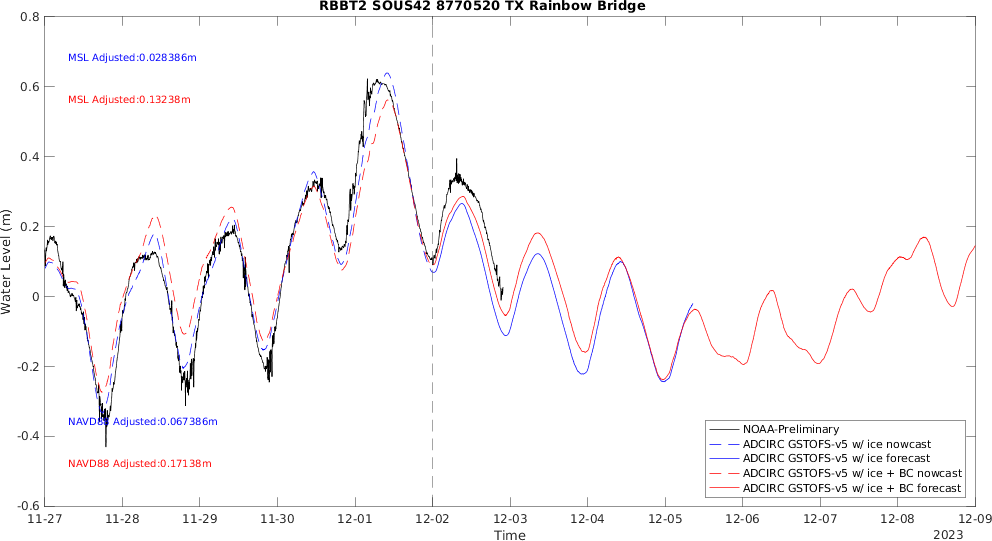 RBBT2 SOUS42 8770520 TX Rainbow Bridge
0.8
0.6
0.4
0.2
0
-0.2
-0.4
-0.6
Water Level (m)
MSL Adjusted:0.028386m
MSL Adjusted:0.13238m
NAVD88 Adjusted:0.067386m
NAVD88 Adjusted:0.17138m
NOAA-Preliminary
ADCIRC GSTOFS-v5 w/ ice nowcast
ADCIRC GSTOFS-v5 w/ ice forecast
ADCIRC GSTOFS-v5 w/ ice + BC nowcast
ADCIRC GSTOFS-v5 w/ ice + BC forecast
11-27 11-28 11-29 11-30 12-01 12-02 12-03 12-04 12-05 12-06 12-07 12-08 12-09
Time
2023